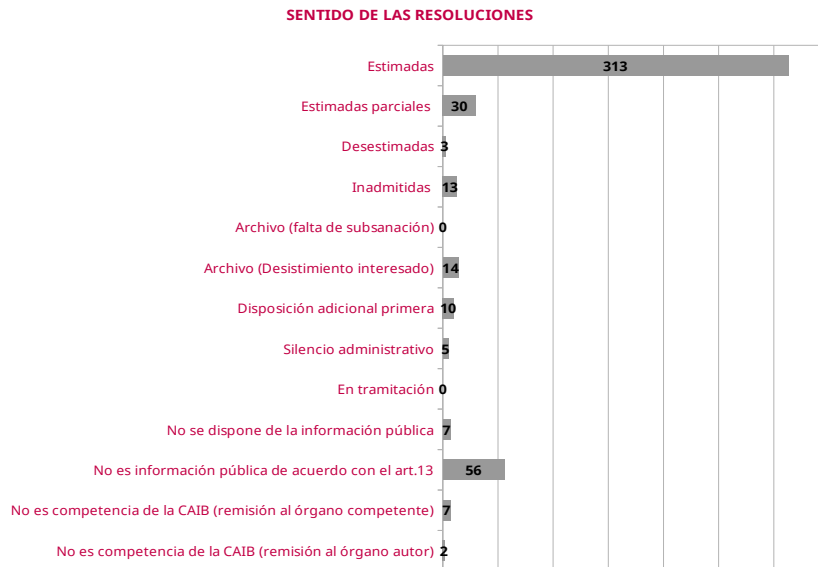 SENTIDO DE LAS RESOLUCIONES
Estimadas 313
Estimadas parciales 30
Desestimadas 3
Inadmitidas 13
Archivo (falta de subsanación) 0
Archivo (Desistimiento interesado) 14
Disposición adicional primera 10
Silencio administrativo 5
En tramitación 0
No se dispone de la información pública 7
No es información pública de acuerdo con el art.13 56
No es competencia de la CAIB (remisión al órgano competente) 7
No es competencia de la CAIB (remisión al órgano autor) 2